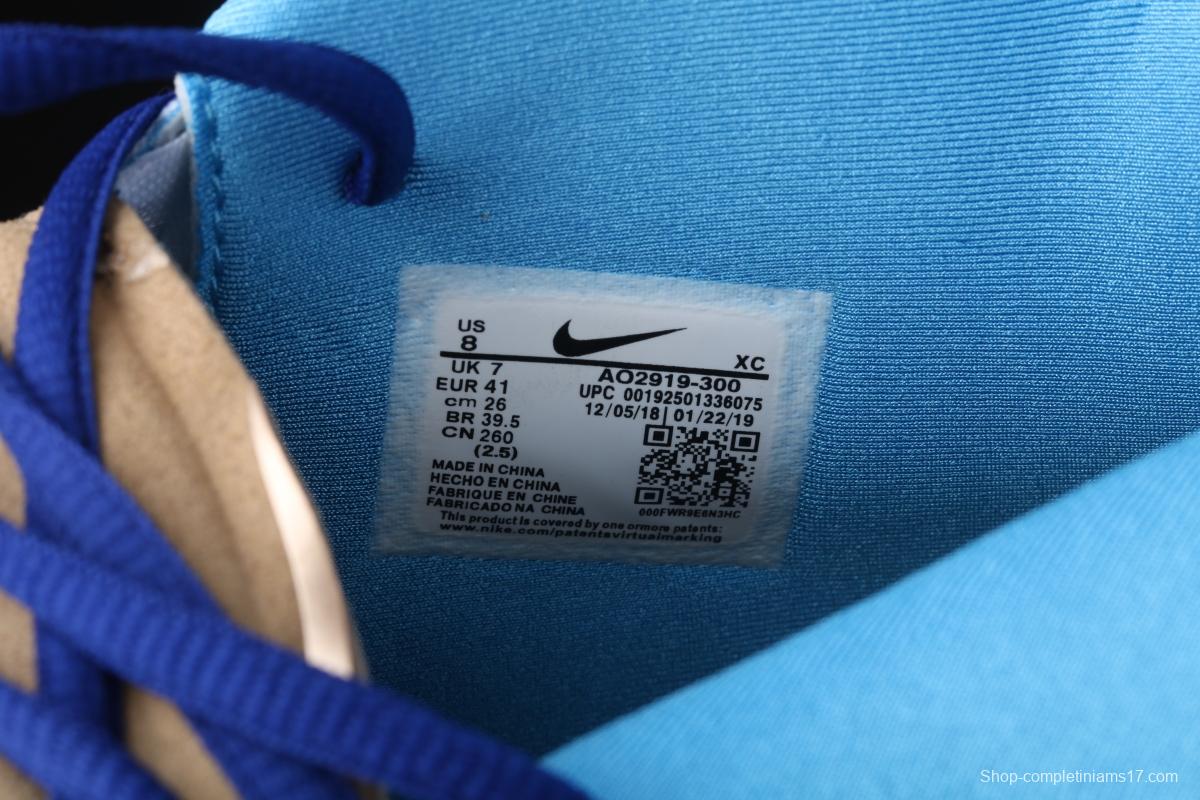 US
8
XC
UK 7
EUR 41
cm 26
BR 39.5
CN 260
(2.5)
AO2919-300
UPC 00192501336075
12/05/18| 01/22/19
MADE IN CHINA
HECHO EN CHINA
FABRIQUE EN CHINE
FABRICADO NA CHINA
000FWR9E6N3HC
This product is covered by one ormore patents:
www.nike.com/patentsvirtualmarking
Shop-completiniams17.com